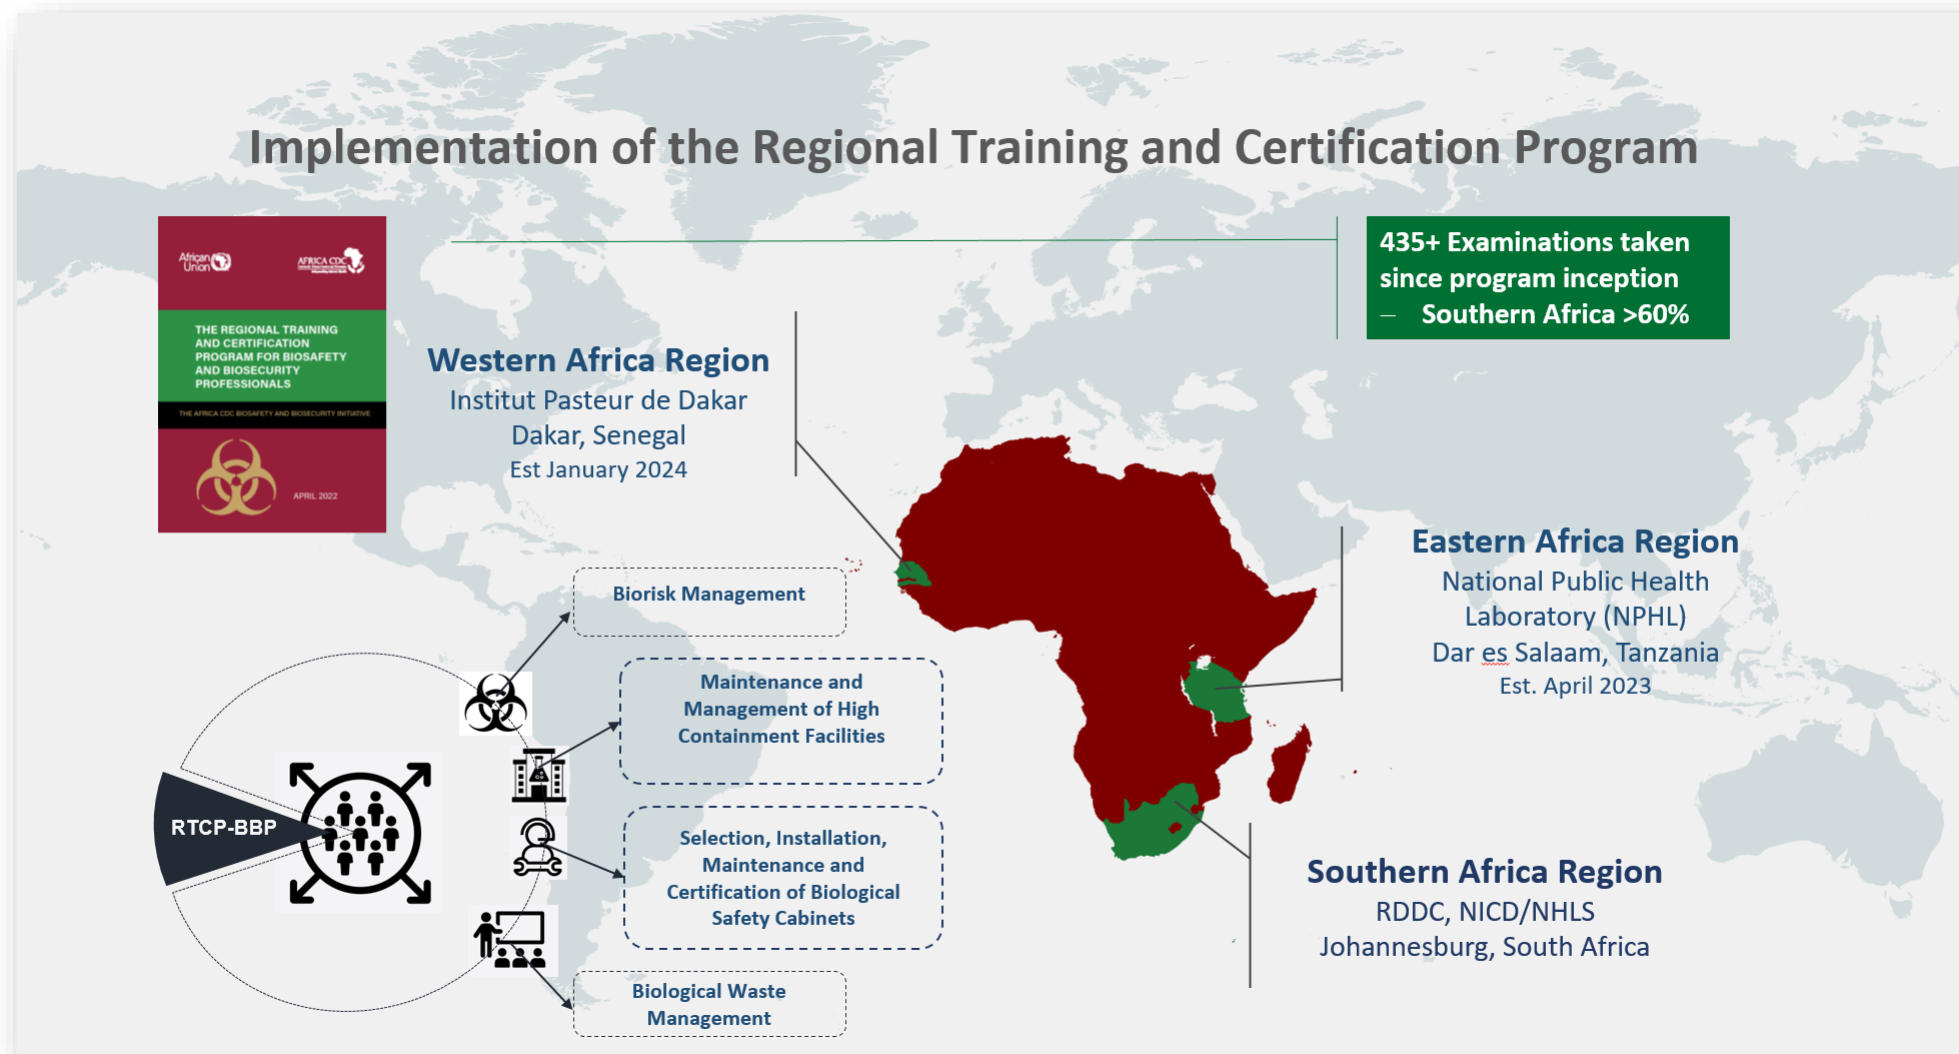 Implementation of the Regional Training and Certification Program
African
Union
AFRICA CDC
THE REGIONAL TRAINING
AND CERTIFICATION
PROGRAM FOR BIOSAFETY
AND BIOSECURITY
PROFESSIONALS
THE AFRICA CDC BIOSAFETY AND BIOSECURITY INITIATIVE
APRIL 2022
435+ Examinations taken
since program inception
– Southern Africa >60%
Western Africa Region
Institut Pasteur de Dakar
Dakar, Senegal
Est January 2024
Eastern Africa Region
National Public Health
Laboratory (NPHL)
Dar es Salaam, Tanzania
Est. April 2023
Southern Africa Region
RDDC, NICD/NHLS
Johannesburg, South Africa
RTCP-BBP
Biorisk Management
Maintenance and
Management of High
Containment Facilities
Selection, Installation,
Maintenance and
Certification of Biological
Safety Cabinets
Biological Waste
Management